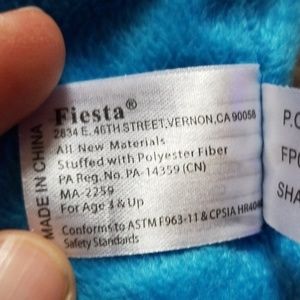 Fiesta®
2834 E. 46TH STREET, VERNON, CA 90058
All New Materials
Stuffed with Polyester Fiber
PA Reg. No. PA-14359 (CN)
MA-2259
For Age 3 & Up
Conforms to ASTM F963-11 & CPSIA HR4040
Safety Standards
MADE IN CHINA
P.O
FPO
SHA